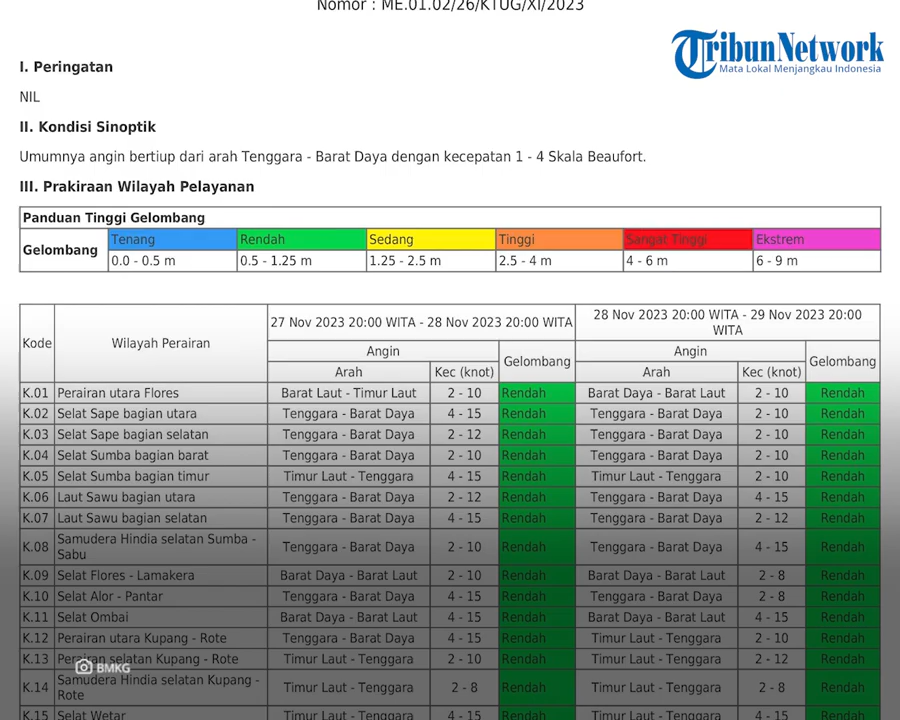 Nomor : ME.01.02/26/KTUG/XI/2023
TribunNetwork
Mata Lokal Menjangkau Indonesia
I. Peringatan
NIL
II. Kondisi Sinoptik
Umumnya angin bertiup dari arah Tenggara - Barat Daya dengan kecepatan 1 - 4 Skala Beaufort.
III. Prakiraan Wilayah Pelayanan
Panduan Tinggi Gelombang
Gelombang Tenang Rendah Sedang Tinggi Sangat Tinggi Ekstrem
0.0 - 0.5 m 0.5 - 1.25 m 1.25 - 2.5 m 2.5 - 4 m 4 - 6 m 6 - 9 m
Kode Wilayah Perairan 27 Nov 2023 20:00 WITA - 28 Nov 2023 20:00 WITA 28 Nov 2023 20:00 WITA - 29 Nov 2023 20:00
WITA
Angin Gelombang Angin Gelombang
Arah Kec (knot) Arah Kec (knot)
K.01 Perairan utara Flores Barat Laut - Timur Laut 2 - 10 Rendah Barat Daya - Barat Laut 2 - 10 Rendah
K.02 Selat Sape bagian utara Tenggara - Barat Daya 4 - 15 Rendah Tenggara - Barat Daya 2 - 10 Rendah
K.03 Selat Sape bagian selatan Tenggara - Barat Daya 2 - 12 Rendah Tenggara - Barat Daya 2 - 10 Rendah
K.04 Selat Sumba bagian barat Tenggara - Barat Daya 2 - 10 Rendah Tenggara - Barat Daya 2 - 10 Rendah
K.05 Selat Sumba bagian timur Timur Laut - Tenggara 4 - 15 Rendah Timur Laut - Tenggara 2 - 10 Rendah
K.06 Laut Sawu bagian utara Tenggara - Barat Daya 2 - 12 Rendah Tenggara - Barat Daya 4 - 15 Rendah
K.07 Laut Sawu bagian selatan Tenggara - Barat Daya 4 - 15 Rendah Tenggara - Barat Daya 2 - 12 Rendah
K.08 Samudera Hindia selatan Sumba -
Sabu Tenggara - Barat Daya 2 - 10 Rendah Tenggara - Barat Daya 4 - 15 Rendah
K.09 Selat Flores - Lamakera Barat Daya - Barat Laut 2 - 10 Rendah Barat Daya - Barat Laut 2 - 8 Rendah
K.10 Selat Alor - Pantar Tenggara - Barat Daya 4 - 15 Rendah Tenggara - Barat Daya 2 - 8 Rendah
K.11 Selat Ombai Barat Daya - Barat Laut 4 - 15 Rendah Barat Daya - Barat Laut 4 - 15 Rendah
K.12 Perairan utara Kupang - Rote Tenggara - Barat Daya 4 - 15 Rendah Timur Laut - Tenggara 2 - 10 Rendah
K.13 Perairan selatan Kupang - Rote Timur Laut - Tenggara 2 - 10 Rendah Timur Laut - Tenggara 2 - 12 Rendah
BMKG
K.14 Samudera Hindia selatan Kupang -
Rote Timur Laut - Tenggara 2 - 8 Rendah Timur Laut - Tenggara 2 - 8 Rendah
K.15 Selat Wetar Timur Laut - Tenggara 4 - 15 Rendah Timur Laut - Tenggara 4 - 15 Rendah